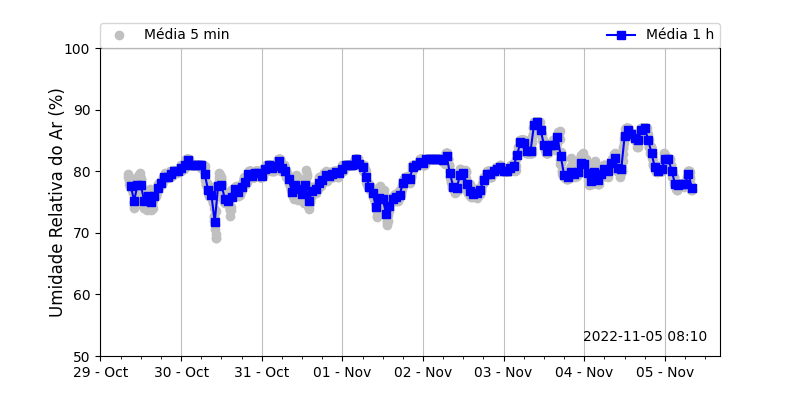 Média 5 min
Média 1 h
Umidade Relativa do Ar (%)
100
90
80
70
60
50
2022-11-05 08:10
29 - Oct
30 - Oct
31 - Oct
01 - Nov
02 - Nov
03 - Nov
04 - Nov
05 - Nov